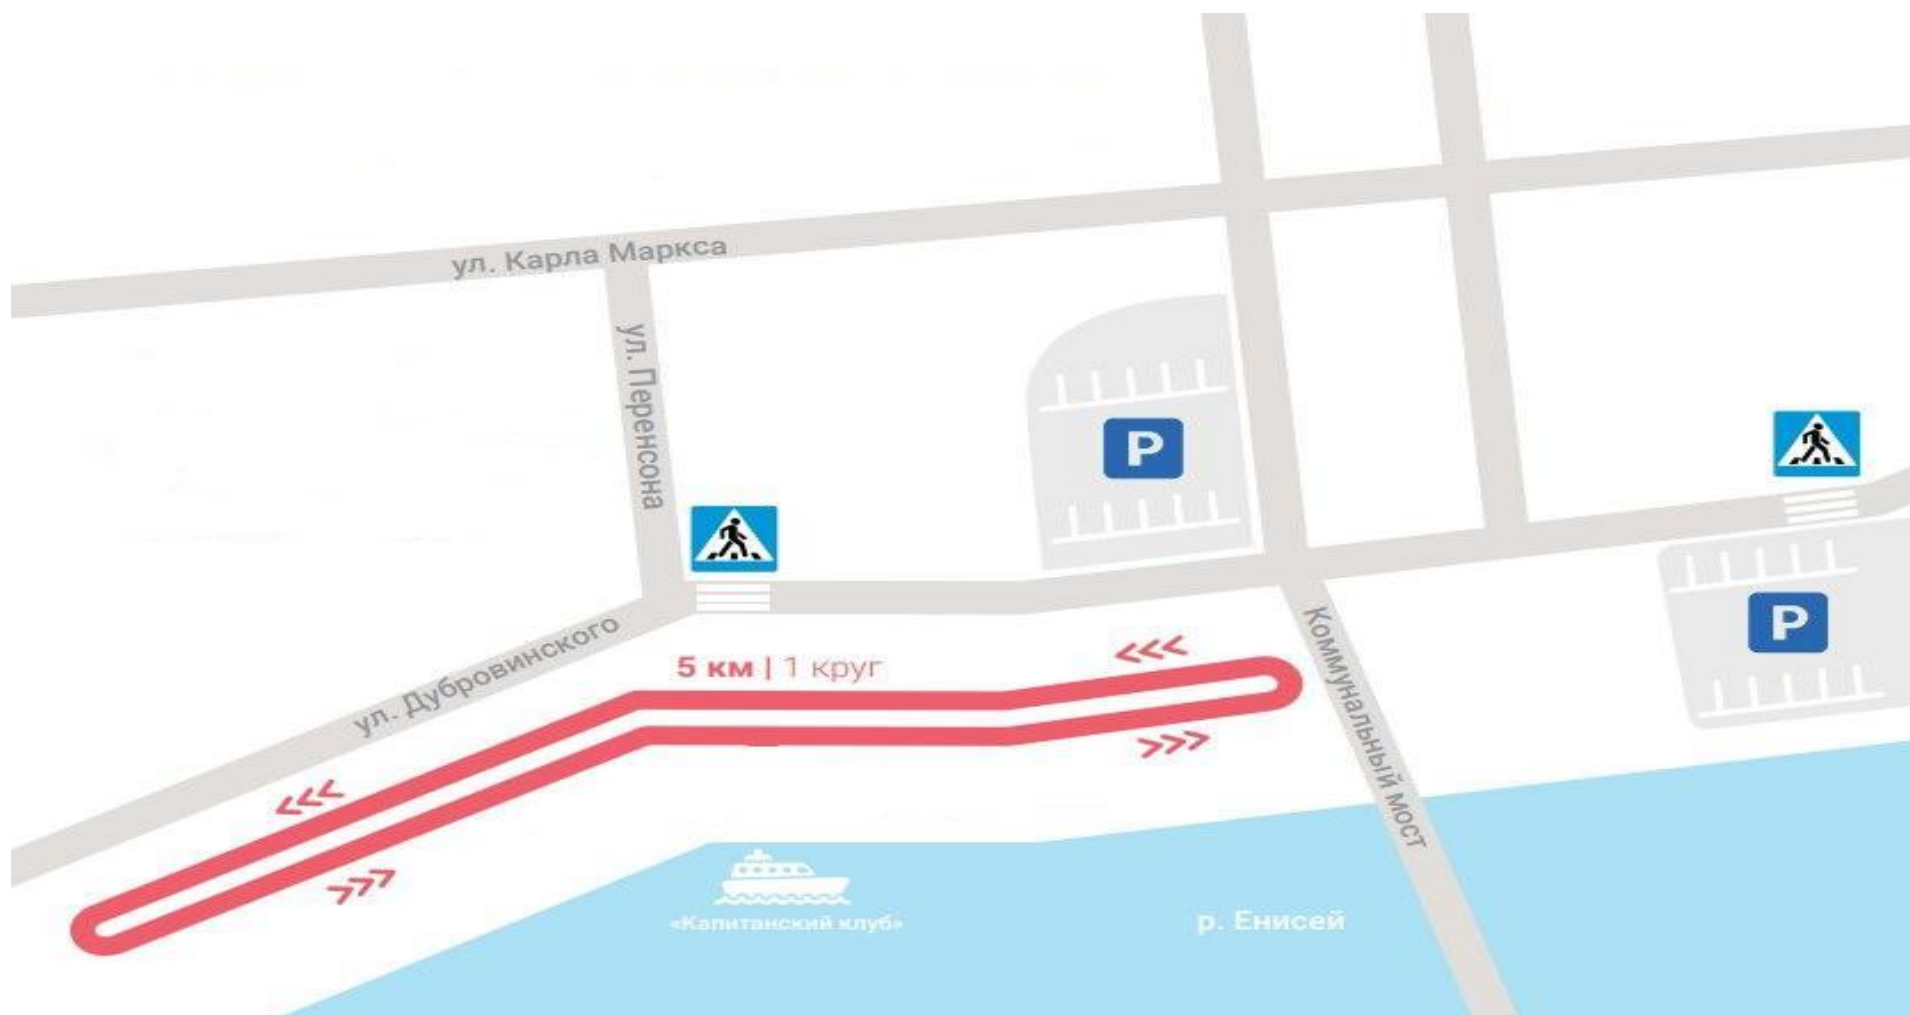 ул. Карла Маркса
ул. Перенсона
P
P
ул. Дубровинского
5 км | 1 круг
Коммунальный мост
«Капитанский клуб»
р. Енисей